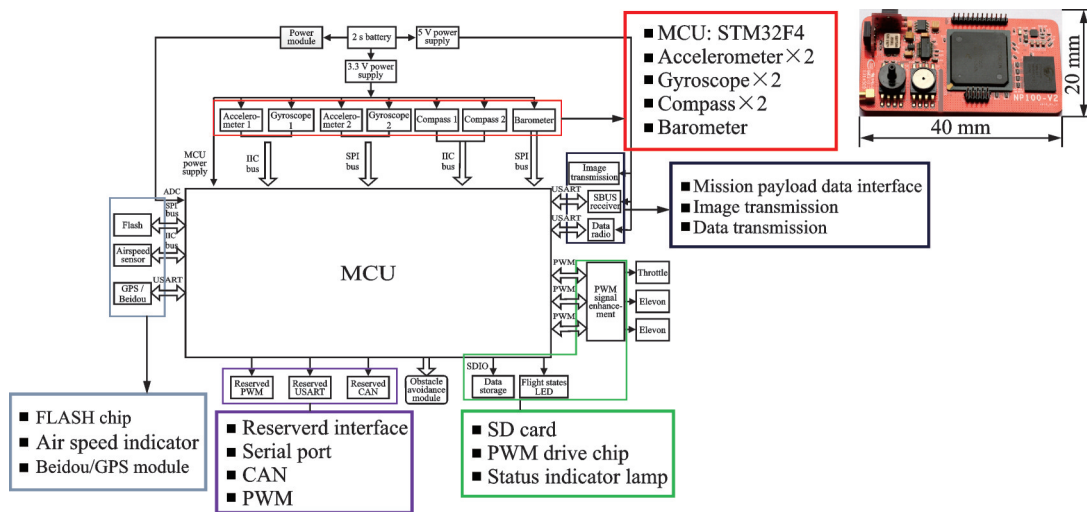 Power
module
2 s battery
5 V power
supply
3.3 V power
supply
Accelero-
meter 1
Gyroscope
1
Accelero-
meter 2
Gyroscope
2
Compass 1
Compass 2
Barometer
MCU
power
supply
IIC
bus
SPI
bus
IIC
bus
SPI
bus
■ MCU: STM32F4
■ Accelerometer×2
■ Gyroscope×2
■ Compass×2
■ Barometer
NP100-V2
20 mm
40 mm
Image
transmission
USART
SBUS
receiver
USART
Data
radio
■ Mission payload data interface
■ Image transmission
■ Data transmission
ADC
SPI
bus
Flash
IIC
bus
Airspeed
sensor
USART
GPS /
Beidou
MCU
PWM
PWM
PWM
PWM
signal
enhance-
ment
Throttle
Elevon
Elevon
Reserved
PWM
Reserved
USART
Reserved
CAN
Obstacle
avoidance
module
SDIO
Data
storage
Flight states
LED
■ FLASH chip
■ Air speed indicator
■ Beidou/GPS module
■ Reserverd interface
■ Serial port
■ CAN
■ PWM
■ SD card
■ PWM drive chip
■ Status indicator lamp